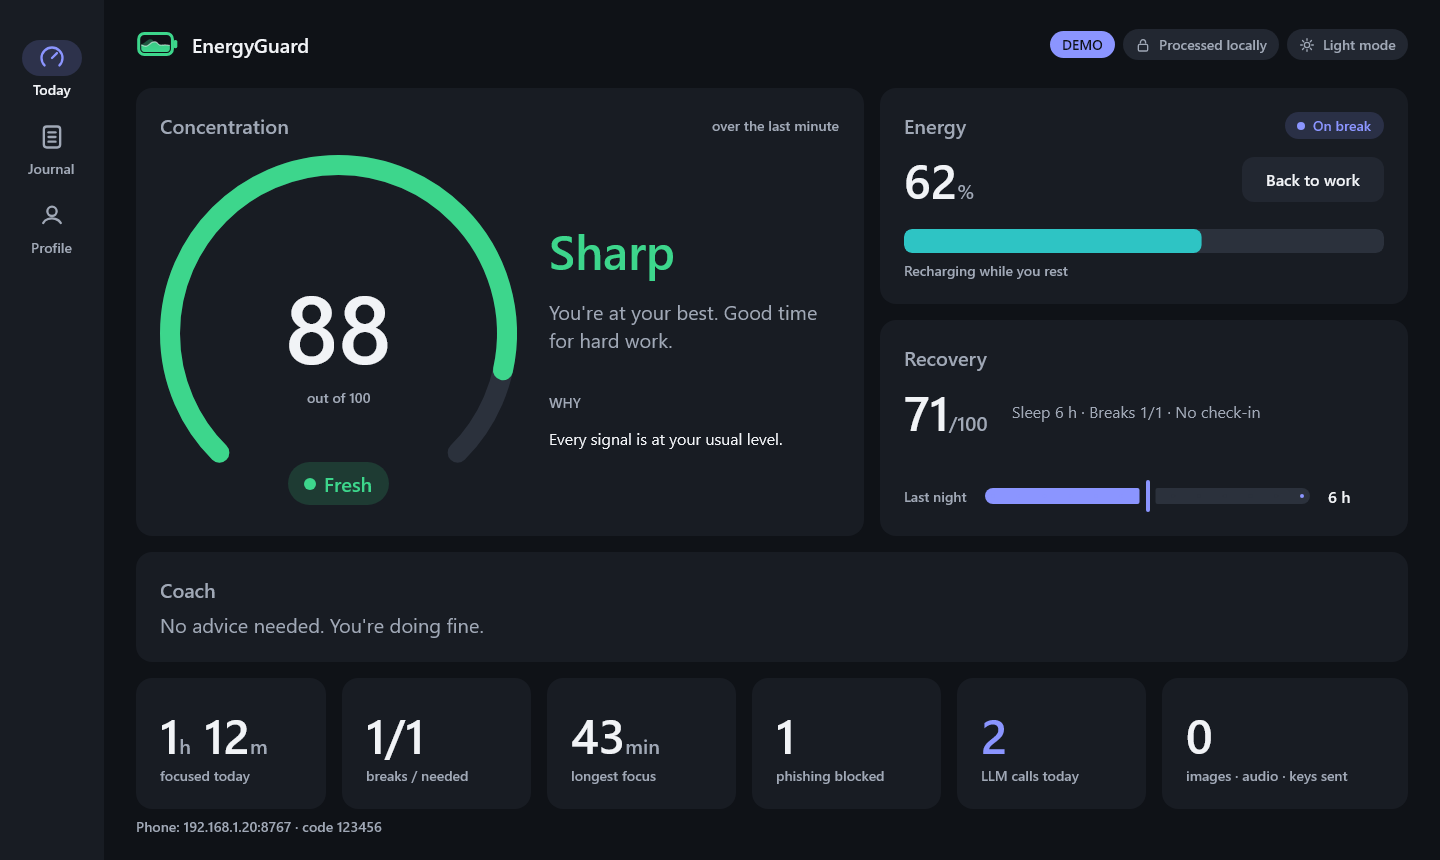 Today
Journal
Profile
EnergyGuard
DEMO
Processed locally
Light mode
Concentration
over the last minute
88
out of 100
Fresh
Sharp
You're at your best. Good time
for hard work.
WHY
Every signal is at your usual level.
Energy
On break
62%
Back to work
Recharging while you rest
Recovery
71/100
Sleep 6 h · Breaks 1/1 · No check-in
Last night
6 h
Coach
No advice needed. You're doing fine.
1h 12m
focused today
1/1
breaks / needed
43min
longest focus
1
phishing blocked
2
LLM calls today
0
images · audio · keys sent
Phone: 192.168.1.20:8767 · code 123456